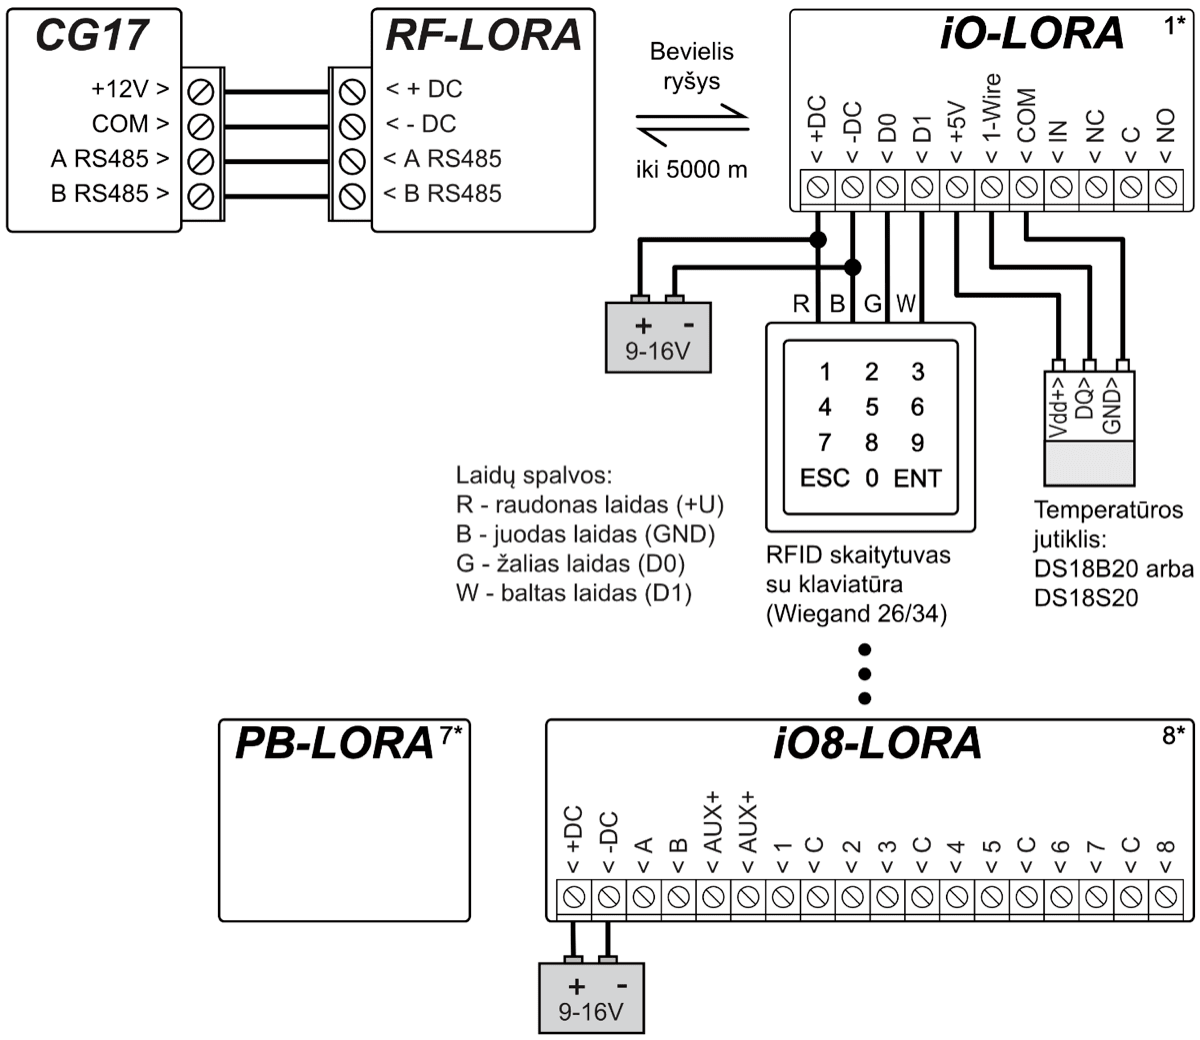 CG17
+12V >
COM >
A RS485 >
B RS485 >
RF-LORA
< + DC
< - DC
< A RS485
< B RS485
Bevielis
ryšys
iki 5000 m
iO-LORA
1*
< +DC
< -DC
< D0
< D1
< +5V
< 1-Wire
< COM
< IN
< NC
< C
< NO
+ -
9-16V
R B G W
1 2 3
4 5 6
7 8 9
ESC 0 ENT
Vdd+>
DQ>
GND>
Laidų spalvos:
R - raudonas laidas (+U)
B - juodas laidas (GND)
G - žalias laidas (D0)
W - baltas laidas (D1)
RFID skaitytuvas
su klaviatūra
(Wiegand 26/34)
Temperatūros
jutiklis:
DS18B20 arba
DS18S20
PB-LORA 7*
iO8-LORA
8*
< +DC
< -DC
< A
< B
< AUX+
< AUX+
< 1
< C
< 2
< 3
< C
< 4
< 5
< C
< 6
< 7
< C
< 8
+ -
9-16V